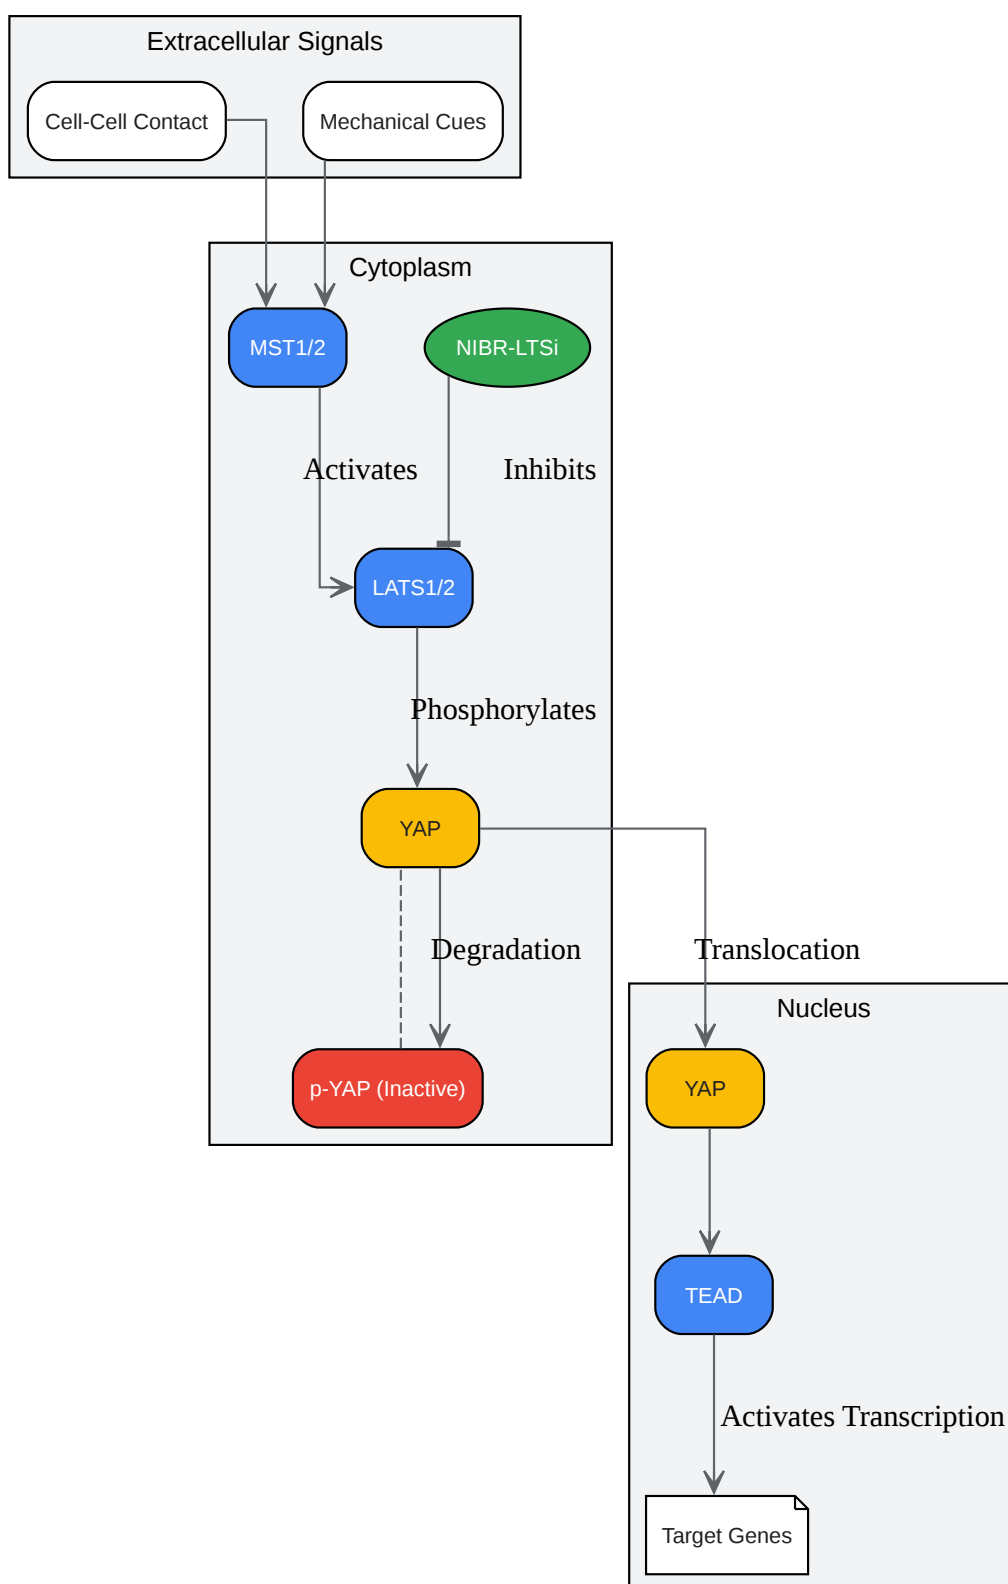 Extracellular Signals
Cell-Cell Contact
Mechanical Cues
Cytoplasm
MST1/2
NIBR-LTSi
Activates
Inhibits
LATS1/2
Phosphorylates
YAP
Degradation
Translocation
Nucleus
p-YAP (Inactive)
YAP
TEAD
Activates Transcription
Target Genes